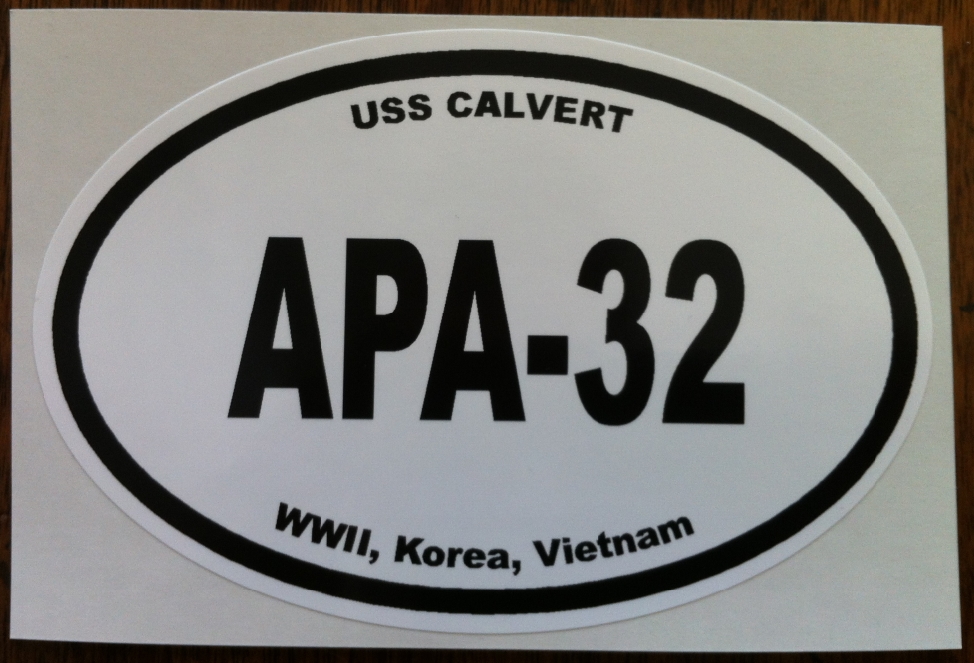 USS CALVERT
APA-32
WWII, Korea, Vietnam